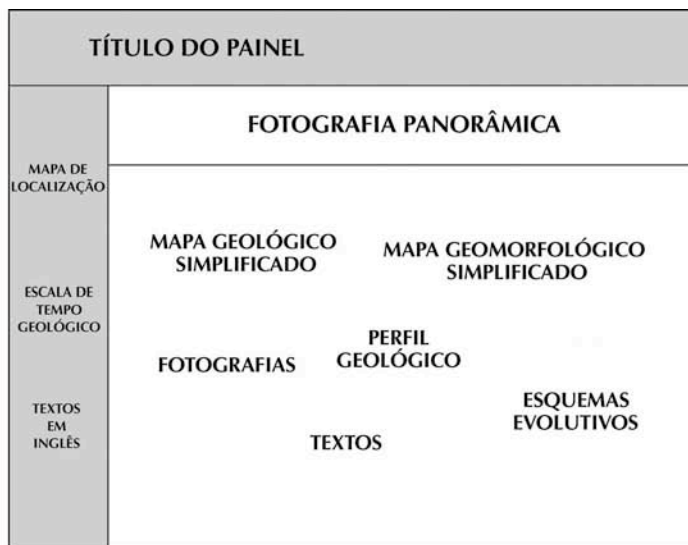 TÍTULO DO PAINEL
FOTOGRAFIA PANORÂMICA
MAPA DE
LOCALIZAÇÃO
ESCALA DE
TEMPO
GEOLÓGICO
TEXTOS
EM
INGLÊS
MAPA GEOLÓGICO
SIMPLIFICADO
MAPA GEOMORFOLÓGICO
SIMPLIFICADO
FOTOGRAFIAS
PERFIL
GEOLÓGICO
ESQUEMAS
EVOLUTIVOS
TEXTOS